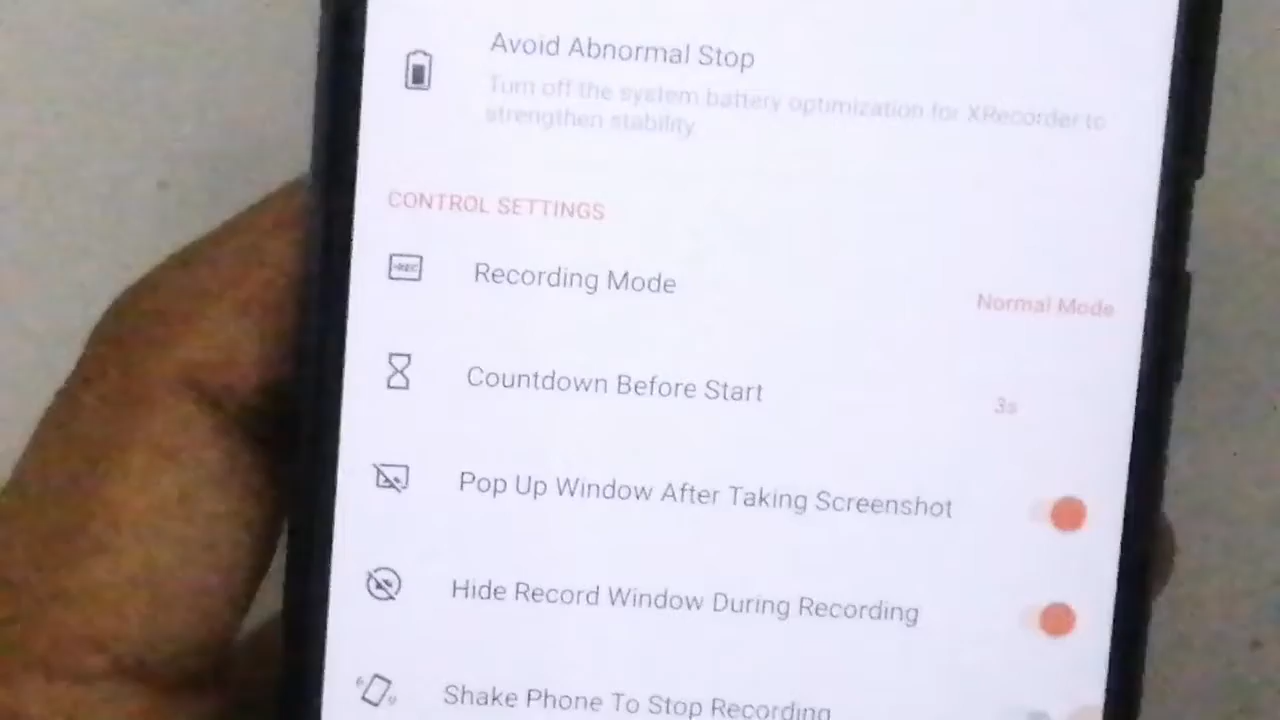 Avoid Abnormal Stop
Turn off the system battery optimization for XRecorder to
strengthen stability
CONTROL SETTINGS
REC
Recording Mode
Normal Mode
Countdown Before Start
3s
Pop Up Window After Taking Screenshot
Hide Record Window During Recording
Shake Phone To Stop Recording